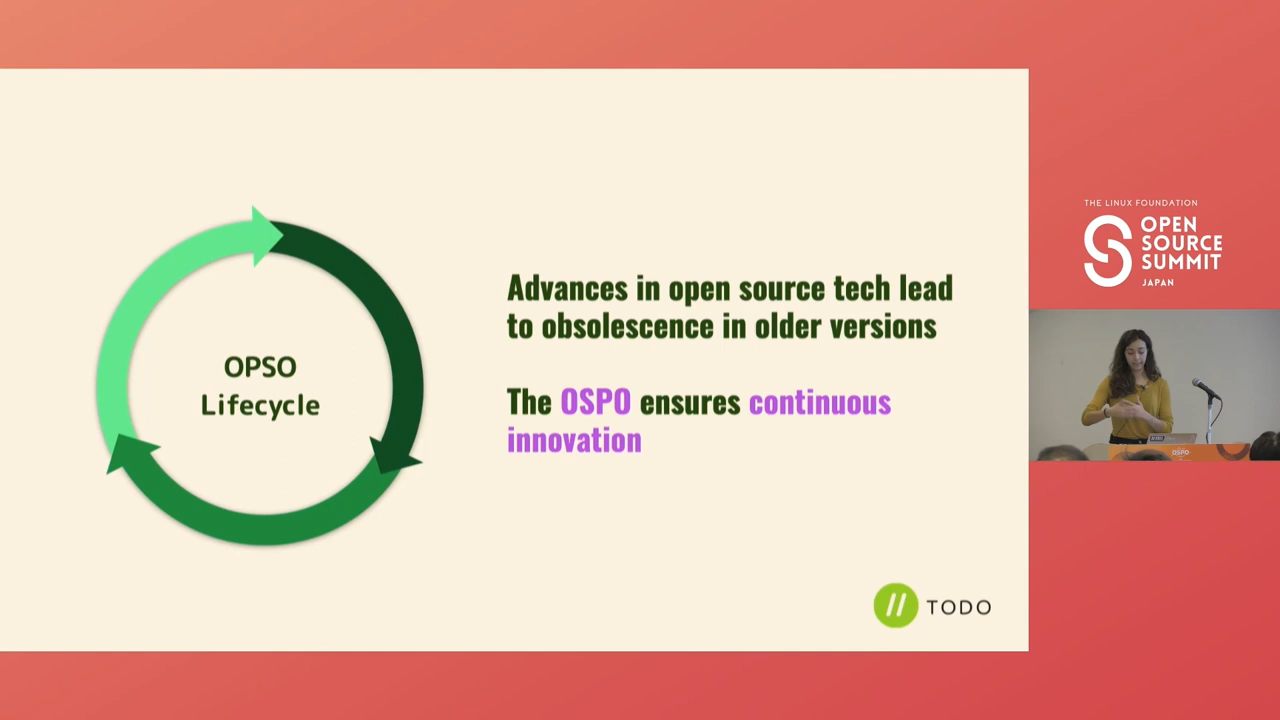 OPSO
Lifecycle
Advances in open source tech lead
to obsolescence in older versions
The OSPO ensures continuous
innovation
// TODO
THE LINUX FOUNDATION
OPEN
SOURCE
SUMMIT
JAPAN
OSPO